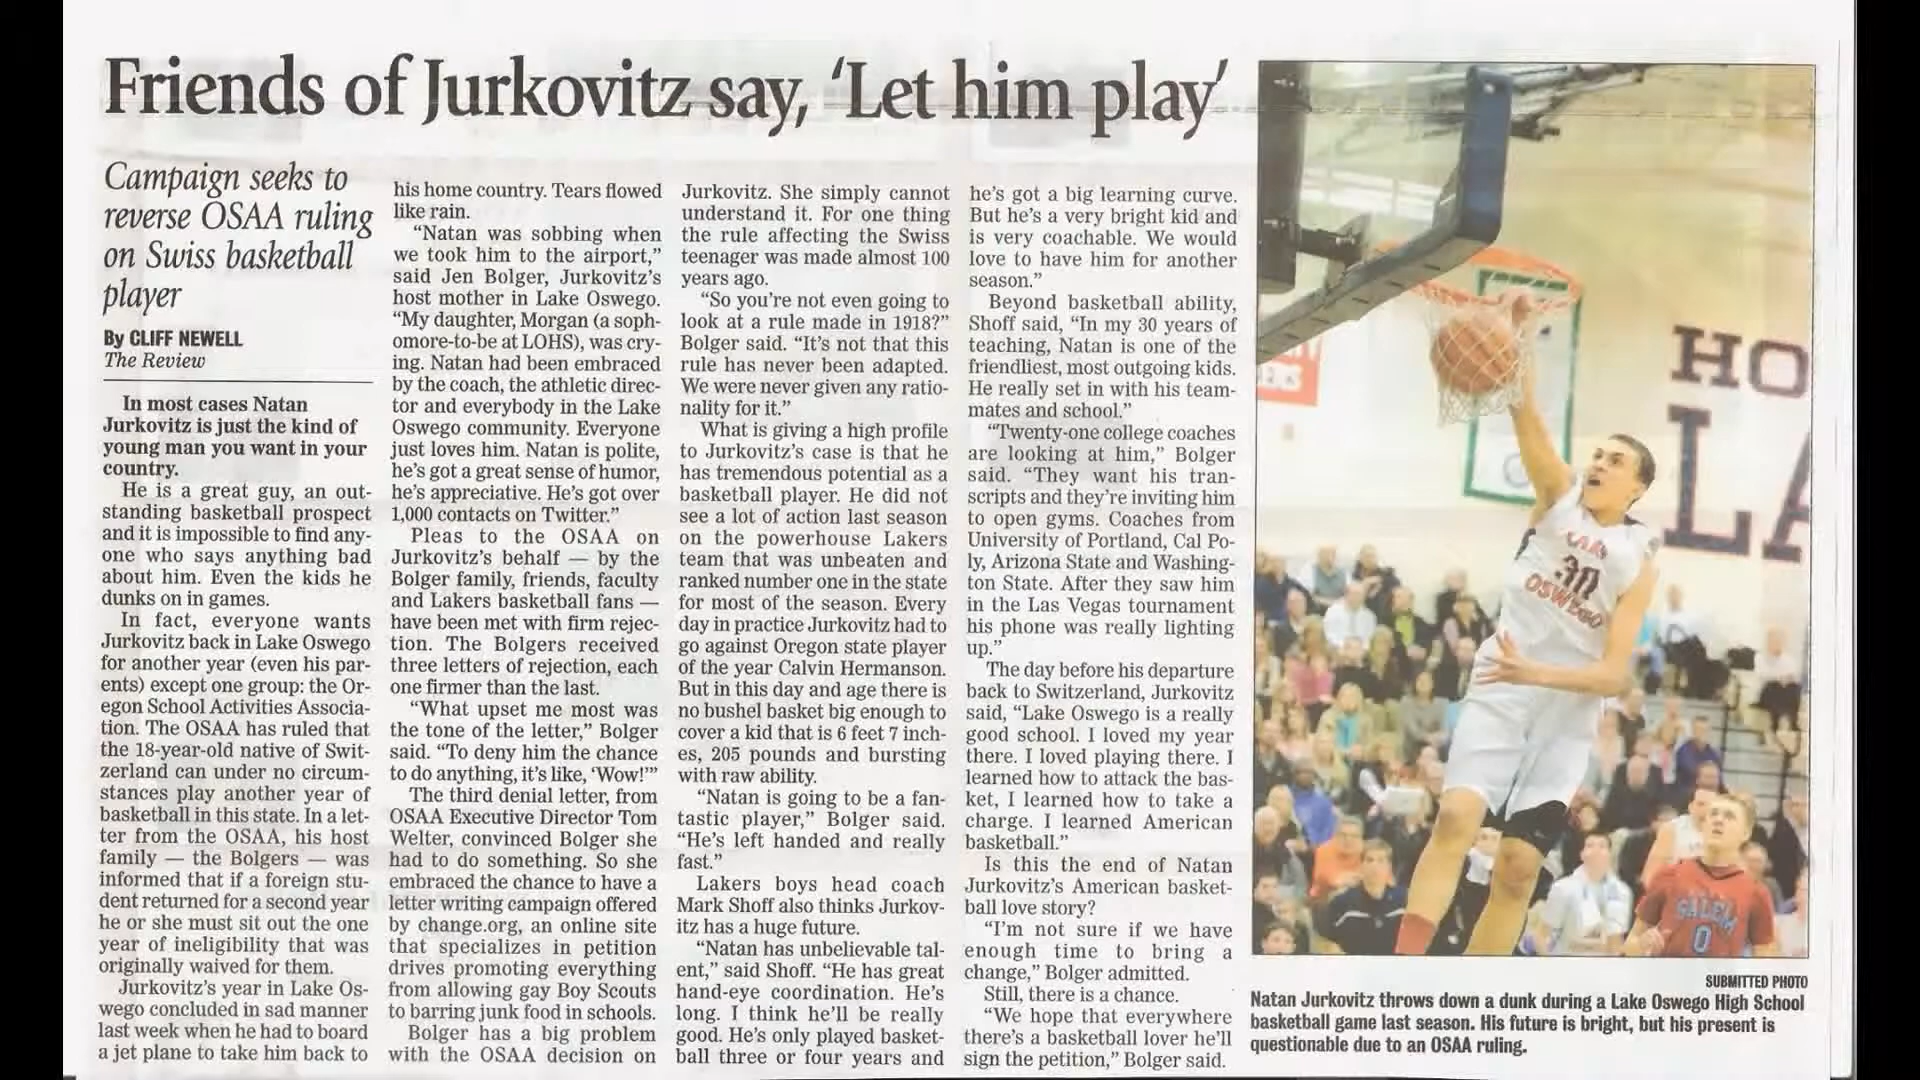 Friends of Jurkovitz say, ‘Let him play’
Campaign seeks to
reverse OSAA ruling
on Swiss basketball
player
By CLIFF NEWELL
The Review
In most cases Natan
Jurkovitz is just the kind of
young man you want in your
country.
He is a great guy, an out-
standing basketball prospect
and it is impossible to find any-
one who says anything bad
about him. Even the kids he
dunks on in games.
In fact, everyone wants
Jurkovitz back in Lake Oswego
for another year (even his par-
ents) except one group: the Or-
egon School Activities Associa-
tion. The OSAA has ruled that
the 18-year-old native of Swit-
zerland can under no circum-
stances play another year of
basketball in this state. In a let-
ter from the OSAA, his host
family — the Bolgers — was
informed that if a foreign stu-
dent returned for a second year
he or she must sit out the one
year of ineligibility that was
originally waived for them.
Jurkovitz’s year in Lake Os-
wego concluded in sad manner
last week when he had to board
a jet plane to take him back to
his home country. Tears flowed
like rain.
“Natan was sobbing when
we took him to the airport,”
said Jen Bolger, Jurkovitz’s
host mother in Lake Oswego.
“My daughter, Morgan (a soph-
omore-to-be at LOHS), was cry-
ing. Natan had been embraced
by the coach, the athletic direc-
tor and everybody in the Lake
Oswego community. Everyone
just loves him. Natan is polite,
he’s got a great sense of humor,
he’s appreciative. He’s got over
1,000 contacts on Twitter.”
Pleas to the OSAA on
Jurkovitz’s behalf — by the
Bolger family, friends, faculty
and Lakers basketball fans —
have been met with firm rejec-
tion. The Bolgers received
three letters of rejection, each
one firmer than the last.
“What upset me most was
the tone of the letter,” Bolger
said. “To deny him the chance
to do anything, it’s like, ‘Wow!’”
The third denial letter, from
OSAA Executive Director Tom
Welter, convinced Bolger she
had to do something. So she
embraced the chance to have a
letter writing campaign offered
by change.org, an online site
that specializes in petition
drives promoting everything
from allowing gay Boy Scouts
to barring junk food in schools.
Bolger has a big problem
with the OSAA decision on
Jurkovitz. She simply cannot
understand it. For one thing
the rule affecting the Swiss
teenager was made almost 100
years ago.
“So you’re not even going to
look at a rule made in 1918?”
Bolger said. “It’s not that this
rule has never been adapted.
We were never given any ratio-
nality for it.”
What is giving a high profile
to Jurkovitz’s case is that he
has tremendous potential as a
basketball player. He did not
see a lot of action last season
on the powerhouse Lakers
team that was unbeaten and
ranked number one in the state
for most of the season. Every
day in practice Jurkovitz had to
go against Oregon state player
of the year Calvin Hermanson.
But in this day and age there is
no bushel basket big enough to
cover a kid that is 6 feet 7 inch-
es, 205 pounds and bursting
with raw ability.
“Natan is going to be a fan-
tastic player,” Bolger said.
“He’s left handed and really
fast.”
Lakers boys head coach
Mark Shoff also thinks Jurkov-
itz has a huge future.
“Natan has unbelievable tal-
ent,” said Shoff. “He has great
hand-eye coordination. He’s
long. I think he’ll be really
good. He’s only played basket-
ball three or four years and
he’s got a big learning curve.
But he’s a very bright kid and
is very coachable. We would
love to have him for another
season.”
Beyond basketball ability,
Shoff said, “In my 30 years of
teaching, Natan is one of the
friendliest, most outgoing kids.
He really set in with his team-
mates and school.”
“Twenty-one college coaches
are looking at him,” Bolger
said. “They want his tran-
scripts and they’re inviting him
to open gyms. Coaches from
University of Portland, Cal Po-
ly, Arizona State and Washing-
ton State. After they saw him
in the Las Vegas tournament
his phone was really lighting
up.”
The day before his departure
back to Switzerland, Jurkovitz
said, “Lake Oswego is a really
good school. I loved my year
there. I loved playing there. I
learned how to attack the bas-
ket, I learned how to take a
charge. I learned American
basketball.”
Is this the end of Natan
Jurkovitz’s American basket-
ball love story?
“I’m not sure if we have
enough time to bring a
change,” Bolger admitted.
Still, there is a chance.
“We hope that everywhere
there’s a basketball lover he’ll
sign the petition,” Bolger said.
HO
LA
LAKE
30
OSWEGO
SALEM
0
SUBMITTED PHOTO
Natan Jurkovitz throws down a dunk during a Lake Oswego High School
basketball game last season. His future is bright, but his present is
questionable due to an OSAA ruling.